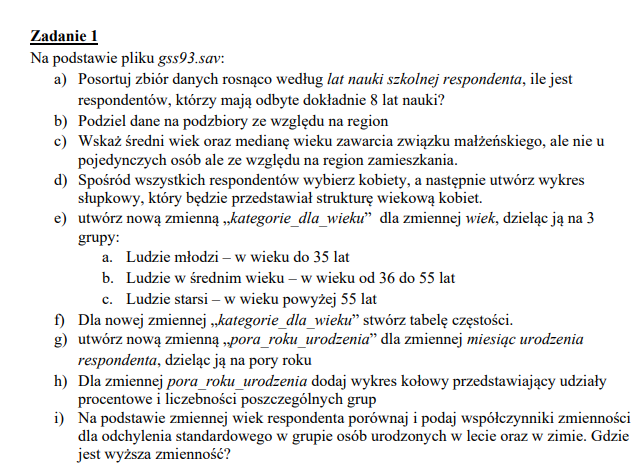 Zadanie 1
Na podstawie pliku gss93.sav:
a) Posortuj zbiór danych rosnąco według lat nauki szkolnej respondenta, ile jest
respondentów, którzy mają odbyte dokładnie 8 lat nauki?
b) Podziel dane na podzbiory ze względu na region
c) Wskaż średni wiek oraz medianę wieku zawarcia związku małżeńskiego, ale nie u
pojedynczych osób ale ze względu na region zamieszkania.
d) Spośród wszystkich respondentów wybierz kobiety, a następnie utwórz wykres
słupkowy, który będzie przedstawiał strukturę wiekową kobiet.
e) utwórz nową zmienną „kategorie_dla_wieku” dla zmiennej wiek, dzieląc ją na 3
grupy:
a. Ludzie młodzi – w wieku do 35 lat
b. Ludzie w średnim wieku – w wieku od 36 do 55 lat
c. Ludzie starsi – w wieku powyżej 55 lat
f) Dla nowej zmiennej „kategorie_dla_wieku” stwórz tabelę częstości.
g) utwórz nową zmienną „pora_roku_urodzenia” dla zmiennej miesiąc urodzenia
respondenta, dzieląc ją na pory roku
h) Dla zmiennej pora_roku_urodzenia dodaj wykres kołowy przedstawiający udziały
procentowe i liczebności poszczególnych grup
i) Na podstawie zmiennej wiek respondenta porównaj i podaj współczynniki zmienności
dla odchylenia standardowego w grupie osób urodzonych w lecie oraz w zimie. Gdzie
jest wyższa zmienność?